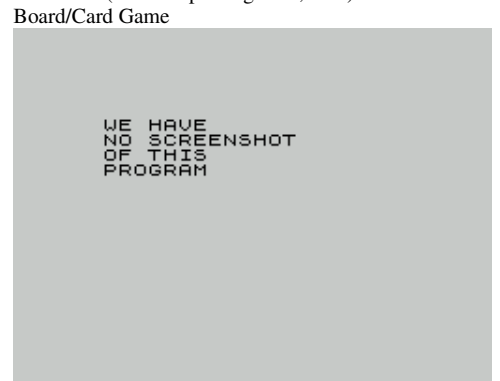 Board/Card Game
WE HAVE
NO SCREENSHOT
OF THIS
PROGRAM